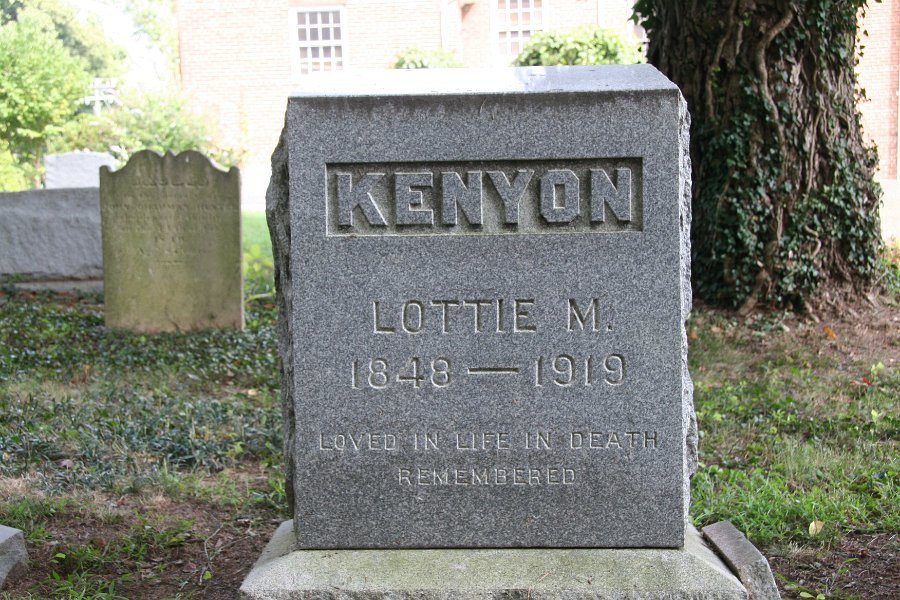 KENYON
LOTTIE M.
1848 — 1919
LOVED IN LIFE IN DEATH
REMEMBERED